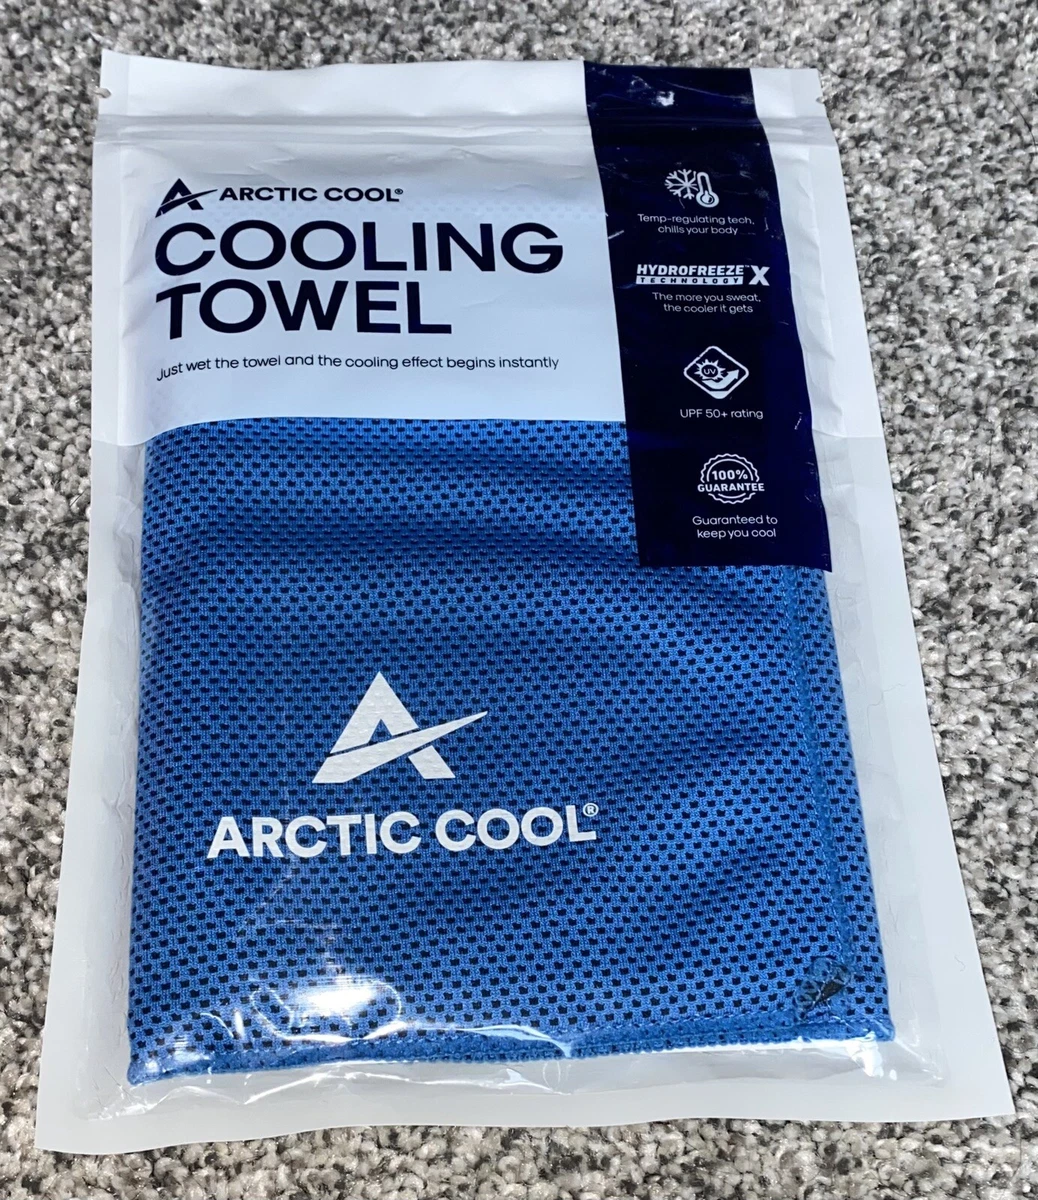 ARCTIC COOL®
COOLING
TOWEL
Just wet the towel and the cooling effect begins instantly
Temp-regulating tech,
chills your body
HYDROFREEZE™ X
TECHNOLOGY
The more you sweat,
the cooler it gets
UV
UPF 50+ rating
100%
GUARANTEE
Guaranteed to
keep you cool
ARCTIC COOL®